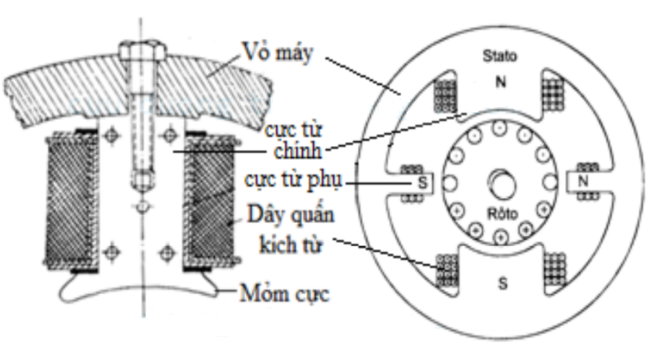 Vỏ máy
Stato
N
cực từ
chính
cực từ phụ
S
N
Dây quấn
kích từ
Rôto
S
Mỏm cực